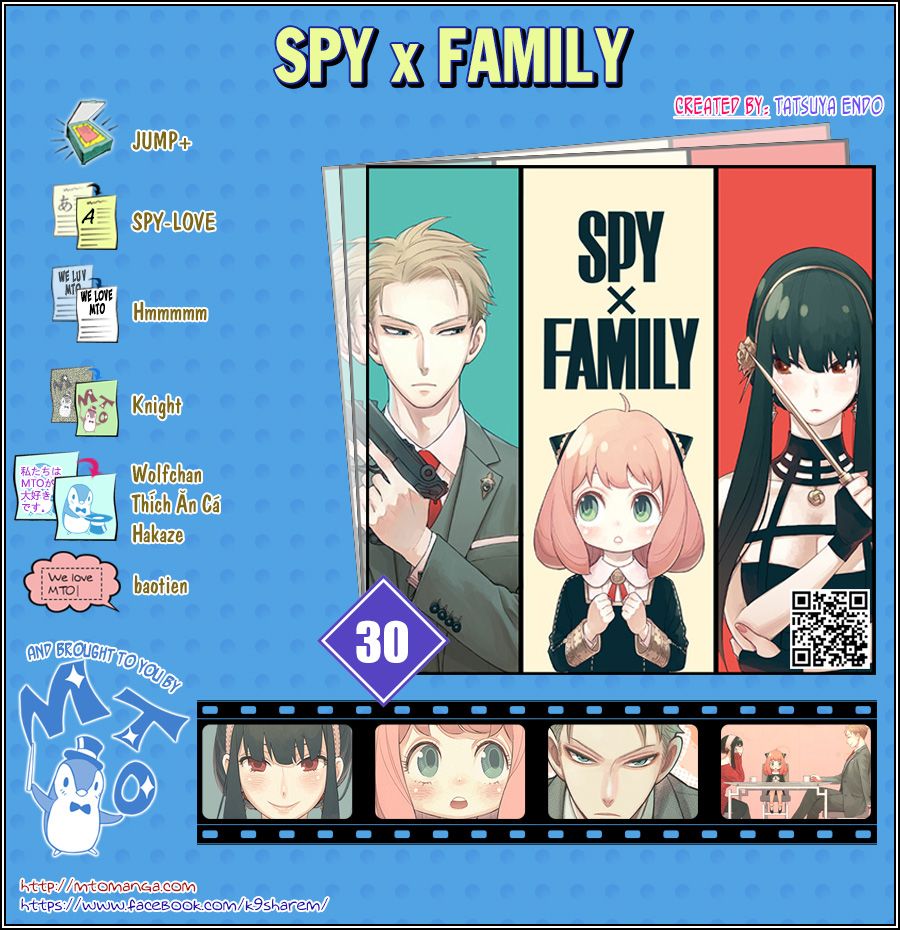 SPY x FAMILY
CREATED BY: TATSUYA ENDO
JUMP+
あ
A
SPY-LOVE
WE LUV
MTO
WE LOVE
MTO
Hmmmmm
MTO
Knight
私たちは
MTOが
大好き
です。
Wolfchan
Thích Ăn Cá
Hakaze
We love
MTO|
baotien
SPY
×
FAMILY
30
AND BROUGHT TO YOU BY
MTO
http://mtomanga.com
https://www.facebook.com/k9sharem/